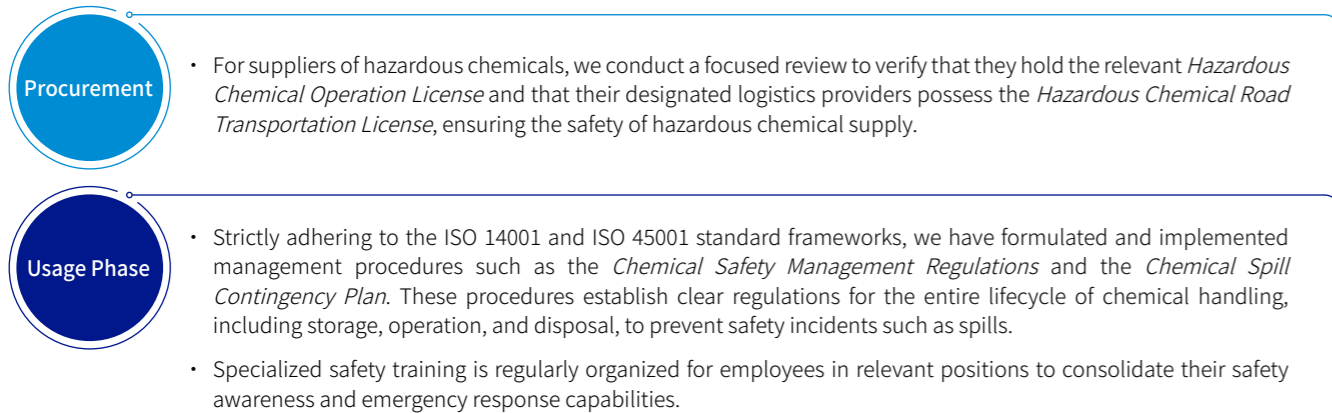 Procurement
• For suppliers of hazardous chemicals, we conduct a focused review to verify that they hold the relevant Hazardous
Chemical Operation License and that their designated logistics providers possess the Hazardous Chemical Road
Transportation License, ensuring the safety of hazardous chemical supply.
Usage Phase
• Strictly adhering to the ISO 14001 and ISO 45001 standard frameworks, we have formulated and implemented
management procedures such as the Chemical Safety Management Regulations and the Chemical Spill
Contingency Plan. These procedures establish clear regulations for the entire lifecycle of chemical handling,
including storage, operation, and disposal, to prevent safety incidents such as spills.
• Specialized safety training is regularly organized for employees in relevant positions to consolidate their safety
awareness and emergency response capabilities.